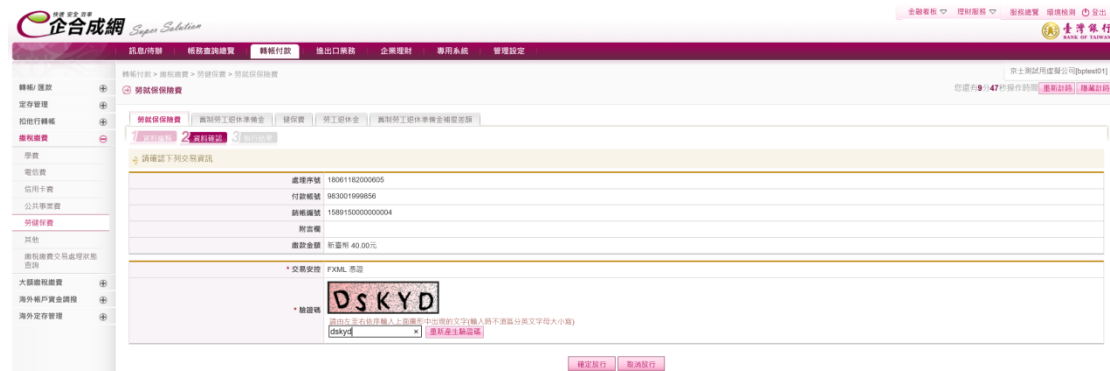 金融看板 理財服務 服務總覽 環境檢測 登出
快速 安全 效率
企合成網 Super Solution
臺灣銀行
BANK OF TAIWAN
訊息/待辦 帳務查詢總覽 轉帳付款 進出口業務 企業理財 專用系統 管理設定
轉帳付款 > 繳稅繳費 > 勞健保費 > 勞就保保險費
京士測試用虛擬公司[bptest01]
勞就保保險費
您還有9分47秒操作時間 重新計時 隱藏計時
轉帳/匯款
定存管理
扣他行轉帳
繳稅繳費
學費
電信費
信用卡費
公共事業費
勞健保費
其他
繳稅繳費交易處理狀態查詢
大額繳稅繳費
海外帳戶資金調撥
海外定存管理
勞就保保險費 舊制勞工退休準備金 健保費 勞工退休金 舊制勞工退休準備金補提差額
1 資料編輯 2 資料確認 3 執行結果
請確認下列交易資訊
處理序號 18061182000605
付款帳號 983001999856
銷帳編號 1589150000000004
附言欄
繳款金額 新臺幣 40.00元
* 交易安控 FXML 憑證
* 驗證碼
DSKYD
請由左至右依序輸入上面圖形中出現的文字(輸入時不須區分英文字母大小寫)
dskyd × 重新產生驗證碼
確定放行 取消放行